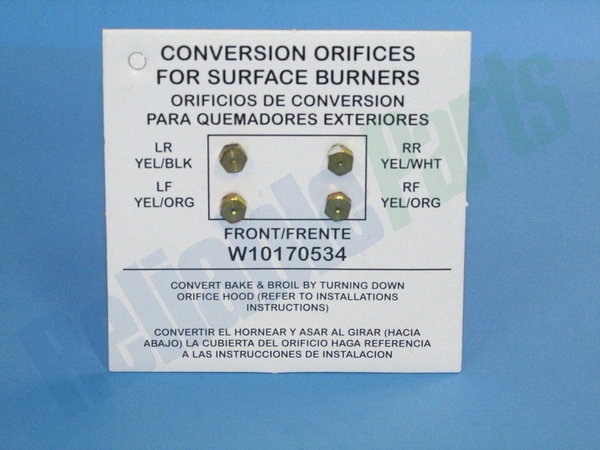 CONVERSION ORIFICES
FOR SURFACE BURNERS
ORIFICIOS DE CONVERSION
PARA QUEMADORES EXTERIORES
LR
YEL/BLK
RR
YEL/WHT
LF
YEL/ORG
RF
YEL/ORG
FRONT/FRENTE
W10170534
CONVERT BAKE & BROIL BY TURNING DOWN
ORIFICE HOOD (REFER TO INSTALLATIONS
INSTRUCTIONS)
CONVERTIR EL HORNEAR Y ASAR AL GIRAR (HACIA
ABAJO) LA CUBIERTA DEL ORIFICIO HAGA REFERENCIA
A LAS INSTRUCCIONES DE INSTALACION
ReliableParts